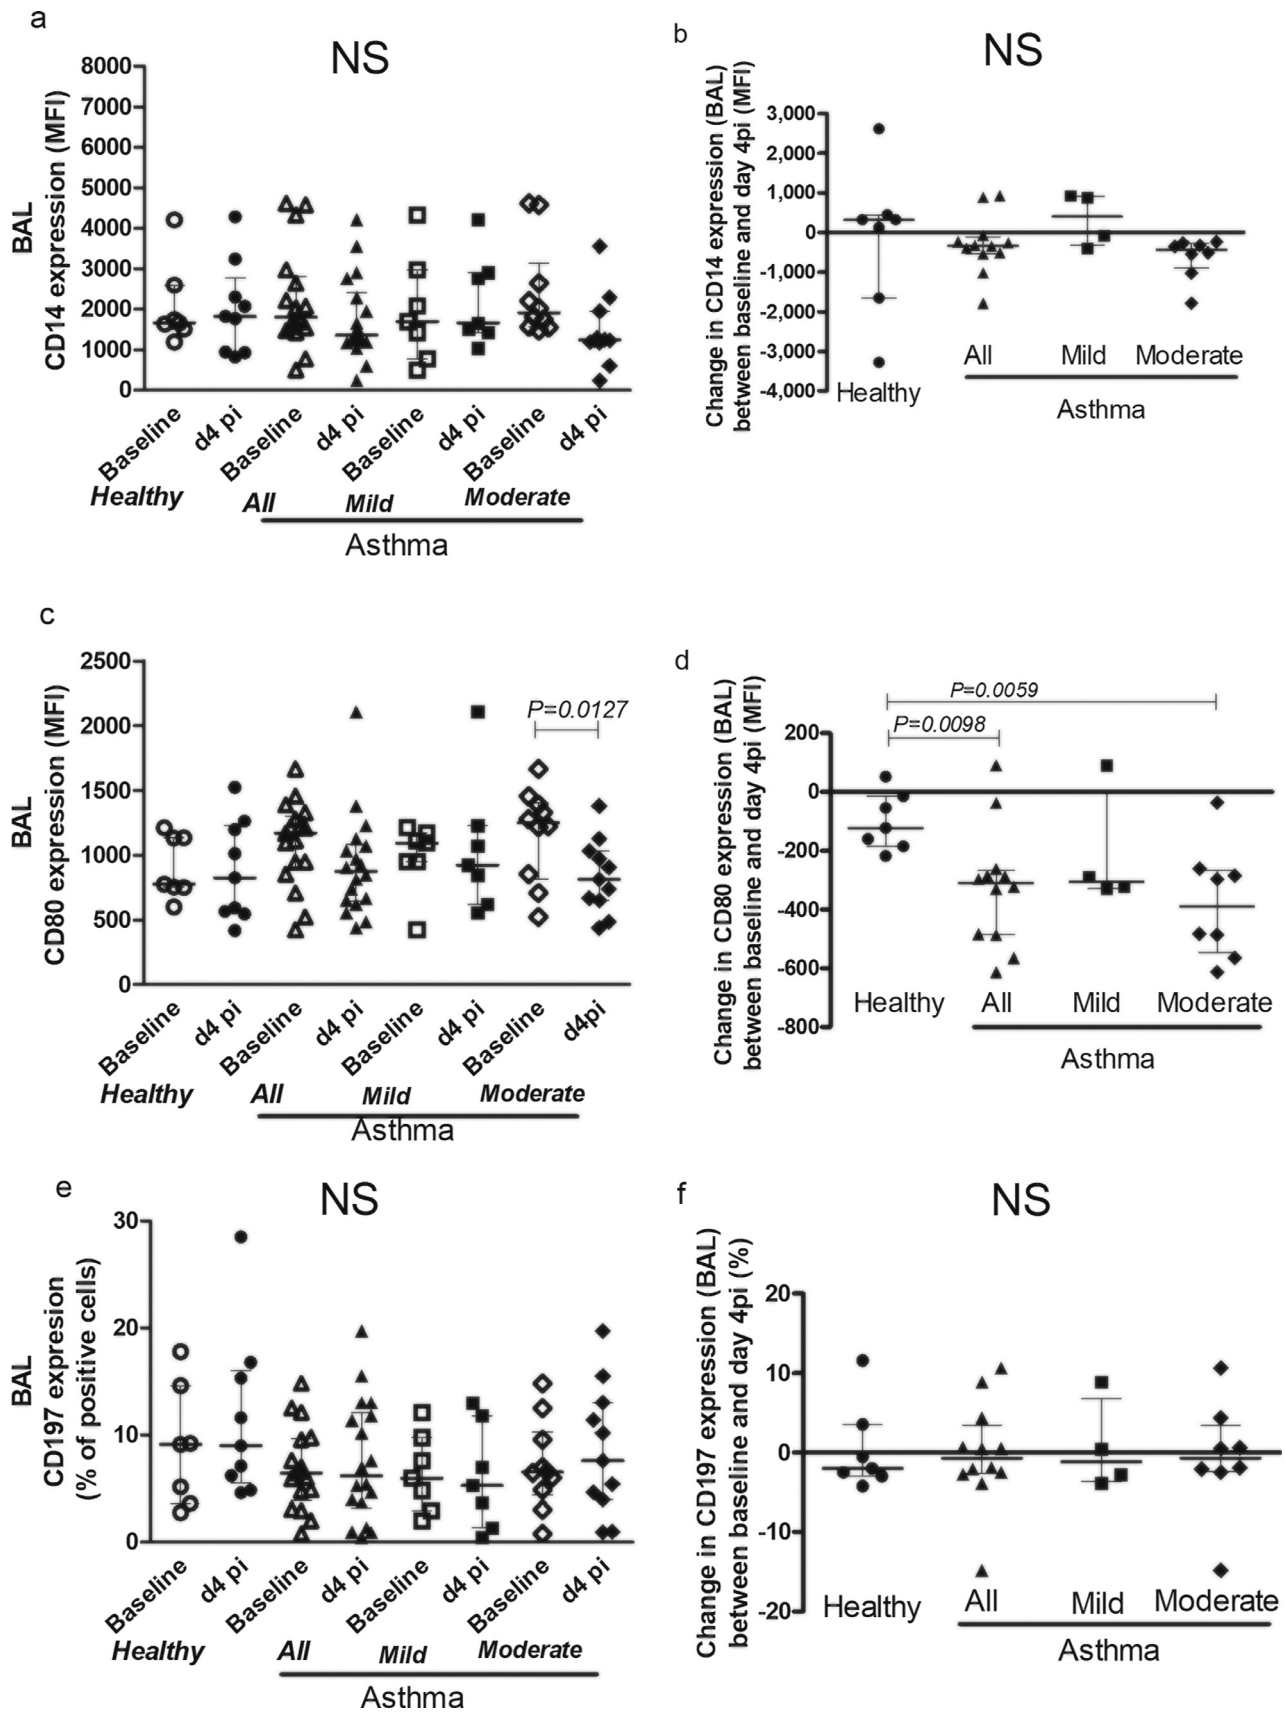 a
NS
BAL
CD14 expression (MFI)
8000
7000
6000
5000
4000
3000
2000
1000
0
Baseline
d4 pi
Baseline
d4 pi
Baseline
d4 pi
Baseline
d4 pi
Healthy
All
Mild
Moderate
Asthma
b
NS
Change in CD14 expression (BAL)
between baseline and day 4pi (MFI)
3,000
2,000
1,000
0
-1,000
-2,000
-3,000
-4,000
Healthy
All
Mild
Moderate
Asthma
c
BAL
CD80 expression (MFI)
2500
2000
1500
1000
500
0
P=0.0127
Baseline
d4 pi
Baseline
d4 pi
Baseline
d4 pi
Baseline
d4pi
Healthy
All
Mild
Moderate
Asthma
d
Change in CD80 expression (BAL)
between baseline and day 4pi (MFI)
P=0.0059
P=0.0098
200
0
-200
-400
-600
-800
Healthy
All
Mild
Moderate
Asthma
e
NS
BAL
CD197 expresion
(% of positive cells)
30
20
10
0
Baseline
d4 pi
Baseline
d4 pi
Baseline
d4 pi
Baseline
d4 pi
Healthy
All
Mild
Moderate
Asthma
f
NS
Change in CD197 expression (BAL)
between baseline and day 4pi (%)
20
10
0
-10
-20
Healthy
All
Mild
Moderate
Asthma